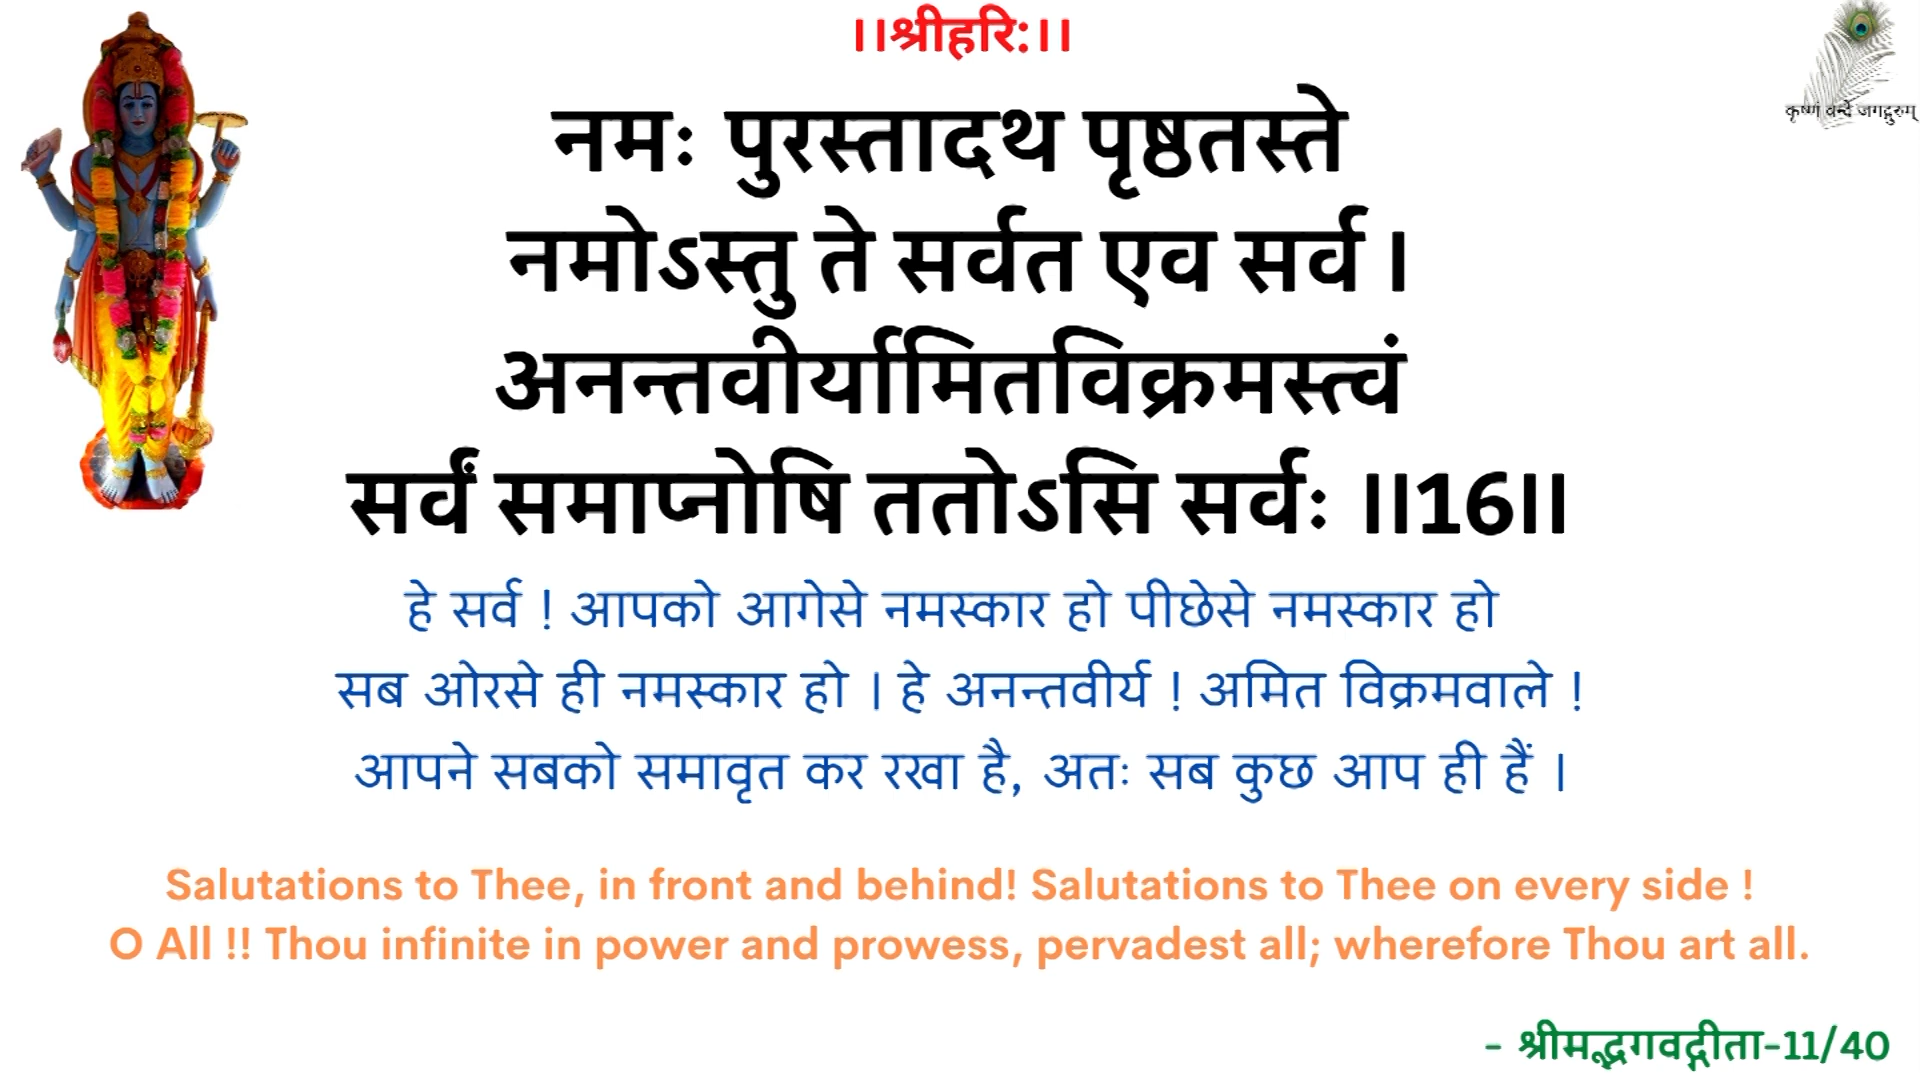 ।।श्रीहरि:।।
कृष्णं वन्दे जगद्गुरुम्
नमः पुरस्तादथ पृष्ठतस्ते
नमोऽस्तु ते सर्वत एव सर्व ।
अनन्तवीर्यामितविक्रमस्त्वं
सर्वं समाप्नोषि ततोऽसि सर्वः ॥16॥
हे सर्व ! आपको आगेसे नमस्कार हो पीछेसे नमस्कार हो
सब ओरसे ही नमस्कार हो । हे अनन्तवीर्य ! अमित विक्रमवाले !
आपने सबको समावृत कर रखा है, अतः सब कुछ आप ही हैं ।
Salutations to Thee, in front and behind! Salutations to Thee on every side !
O All !! Thou infinite in power and prowess, pervadest all; wherefore Thou art all.
- श्रीमद्भगवद्गीता-11/40